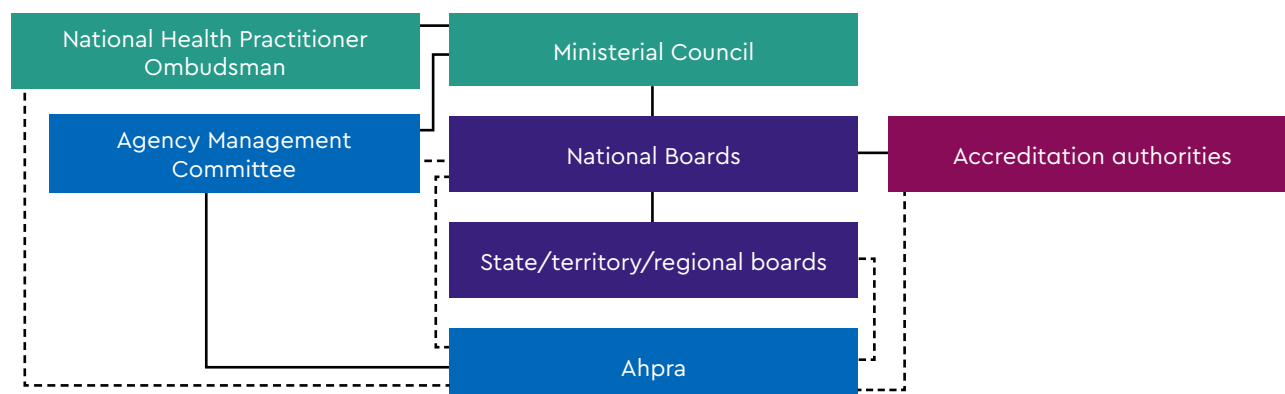 National Health Practitioner
Ombudsman
Ministerial Council
Agency Management
Committee
National Boards
Accreditation authorities
State/territory/regional boards
Ahpra